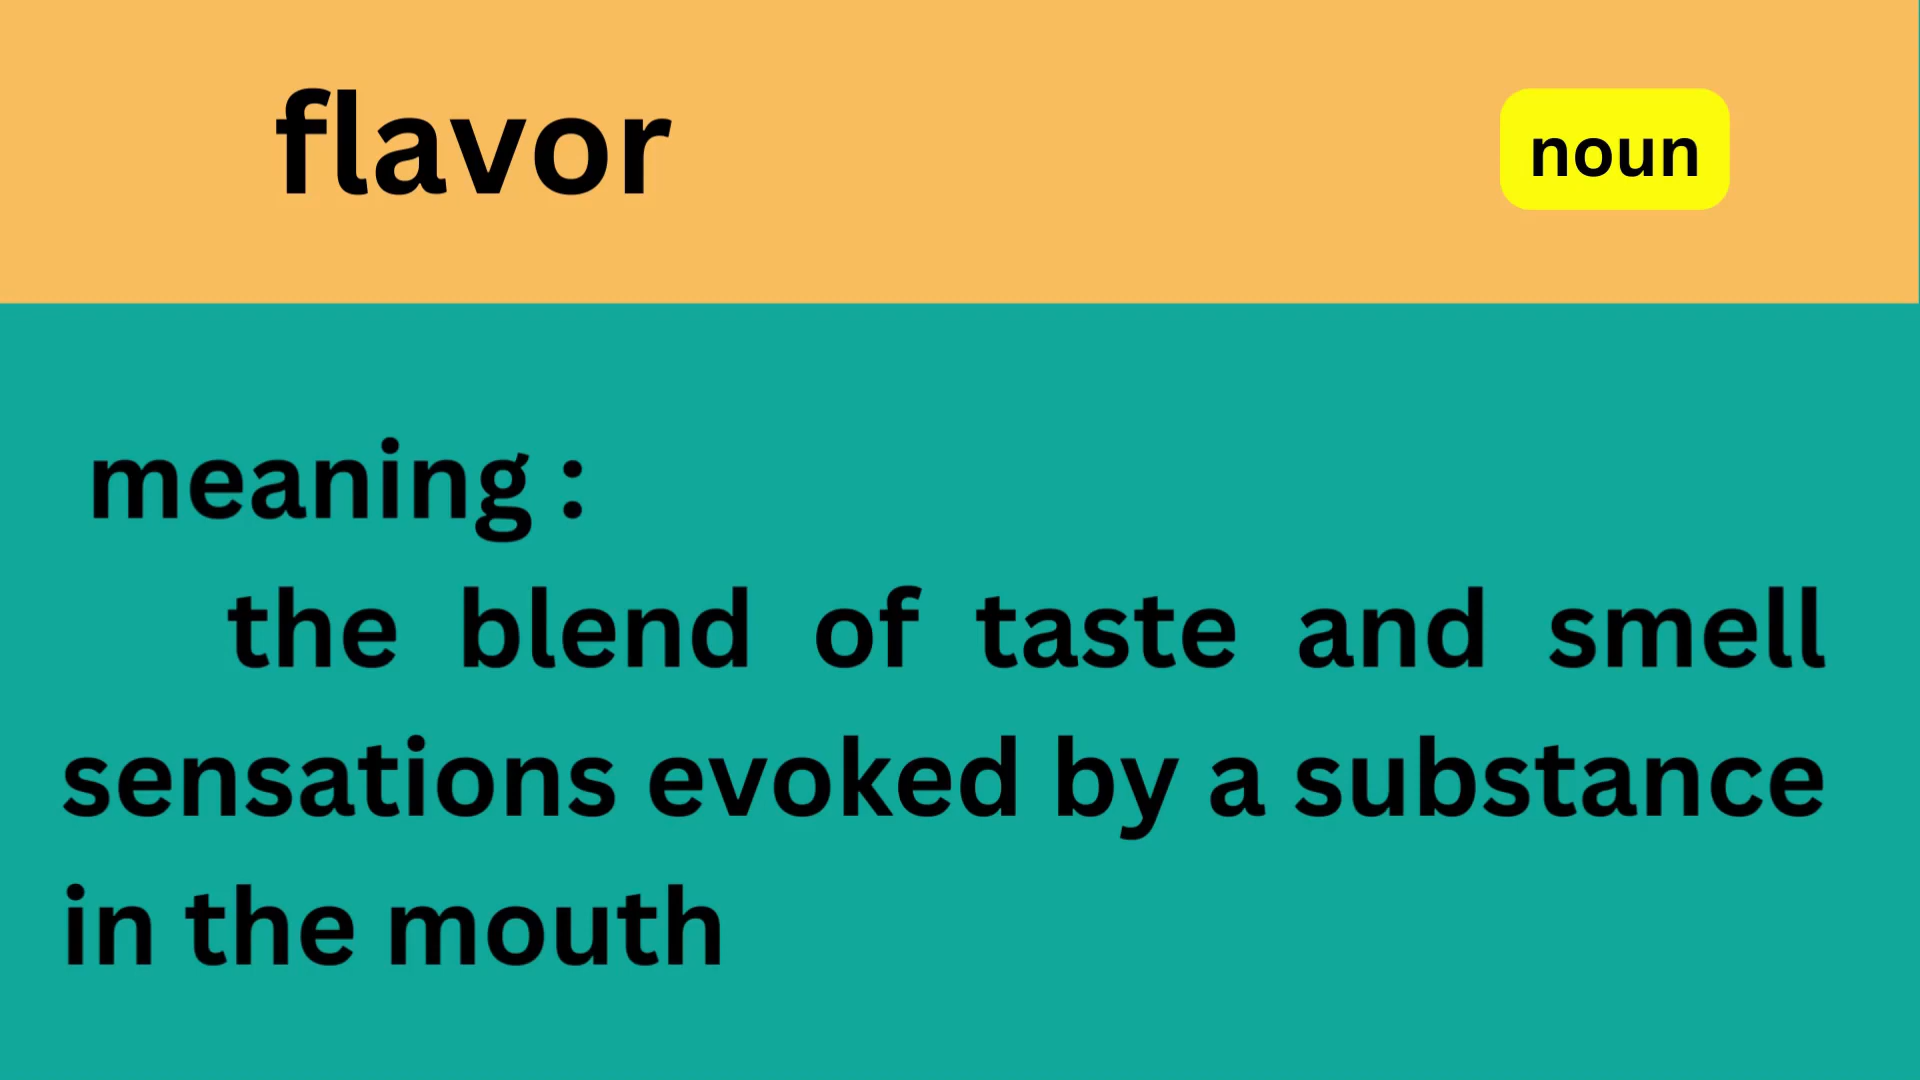 flavor
noun
meaning :
the blend of taste and smell
sensations evoked by a substance
in the mouth